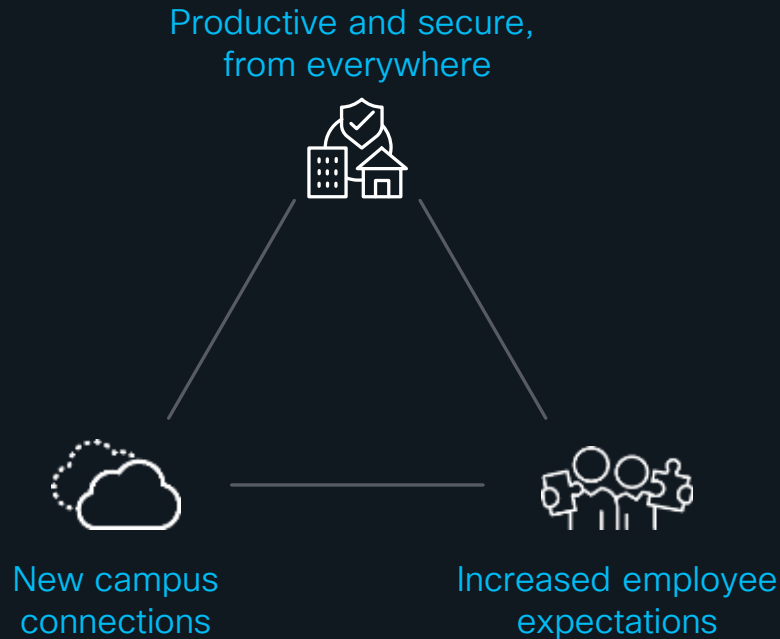 Productive and secure,
from everywhere
New campus
connections
Increased employee
expectations